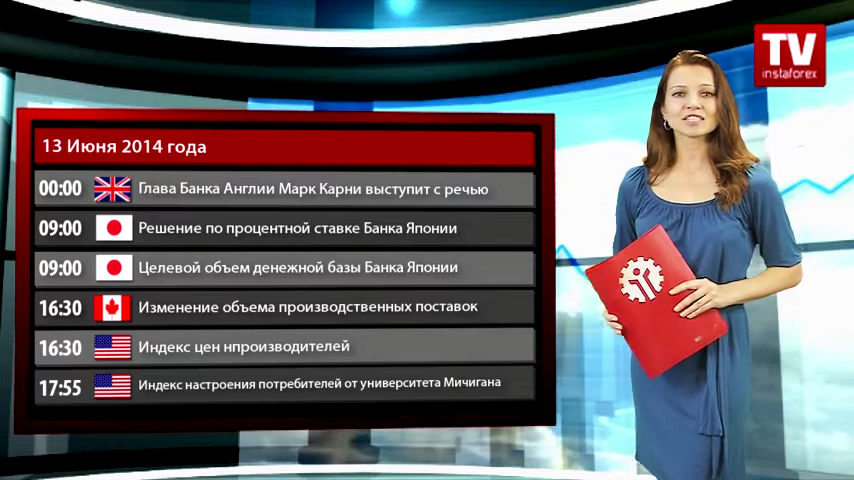 TV
instaforex
13 Июня 2014 года
00:00 Глава Банка Англии Марк Карни выступит с речью
09:00 Решение по процентной ставке Банка Японии
09:00 Целевой объем денежной базы Банка Японии
16:30 Изменение объема производственных поставок
16:30 Индекс цен нпроизводителей
17:55 Индекс настроения потребителей от университета Мичигана